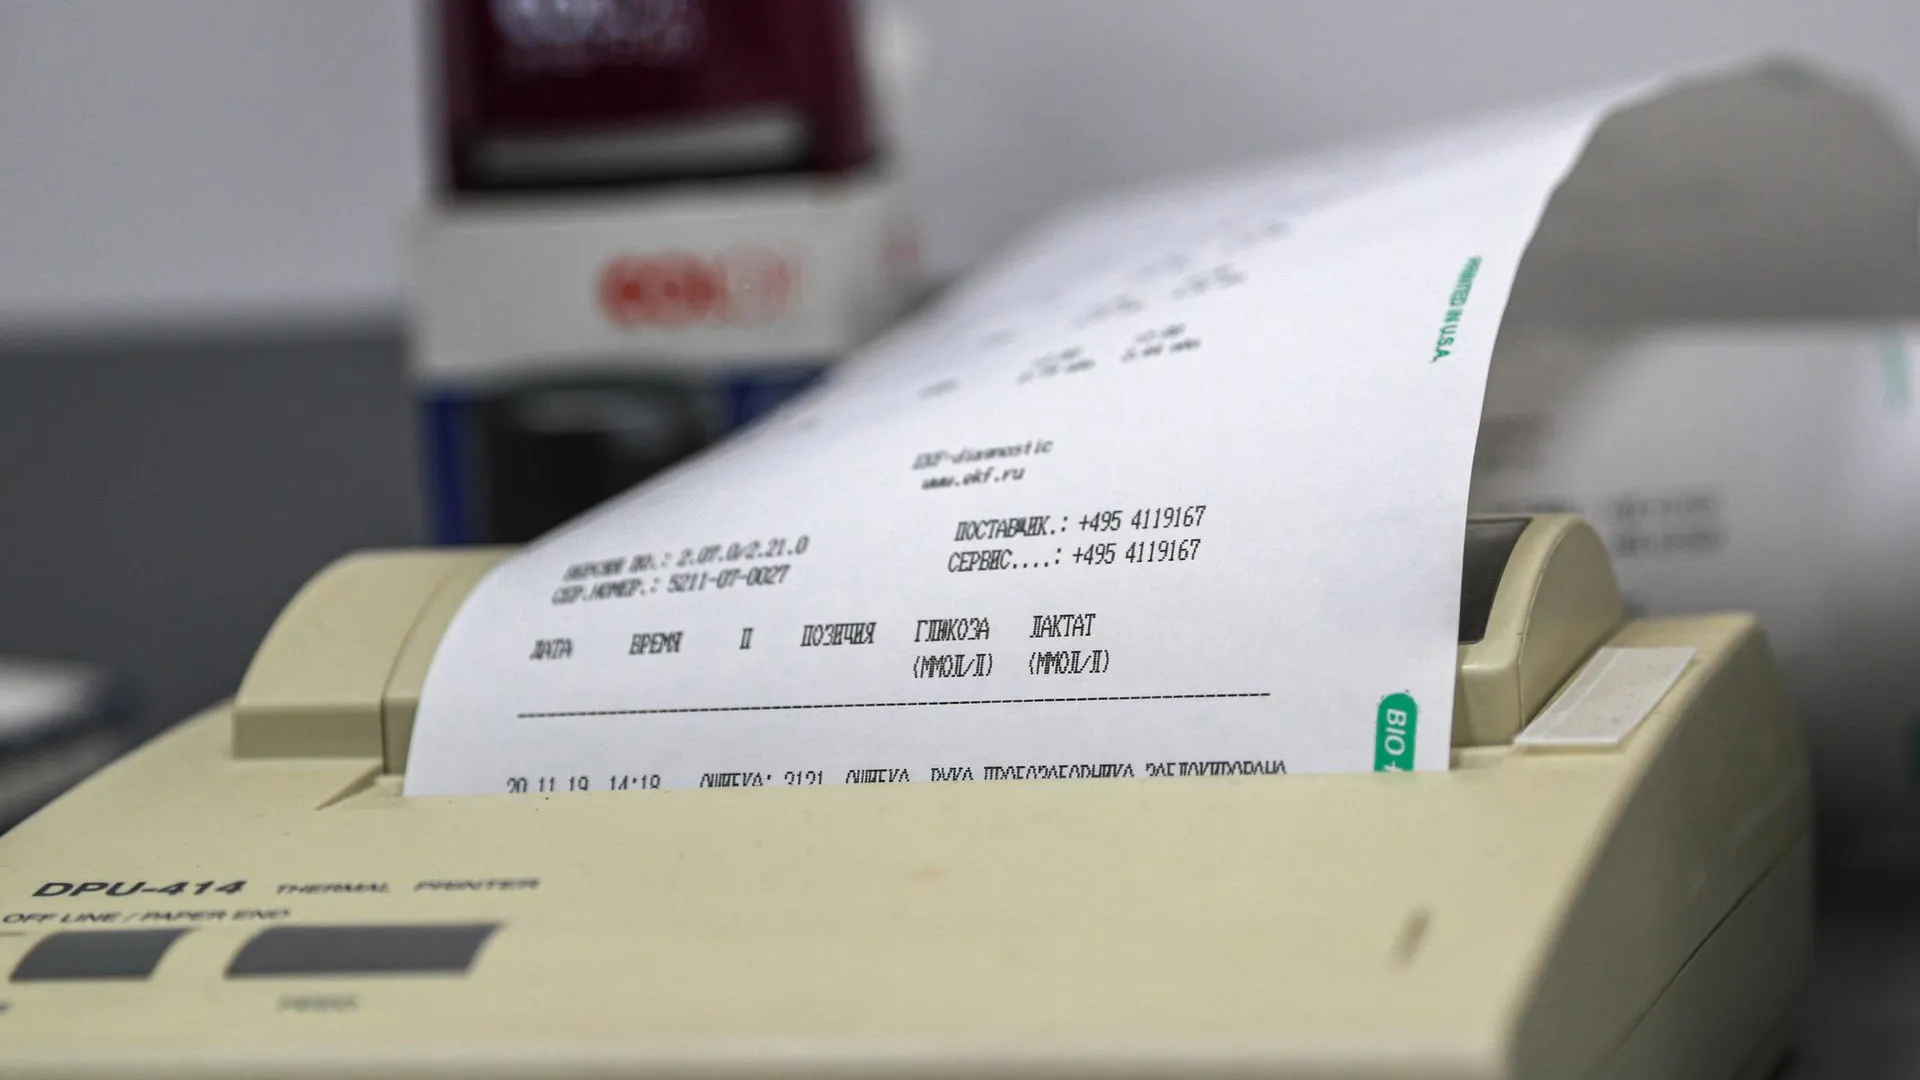 PRINTED IN U.S.A.
EKF-diagnostic
www.ekf.ru
ПОСТАВЩИК.: +495 4119167
СЕРВИС....: +495 4119167
ВЕРСИЯ ПО.: 2.07.0/2.21.0
СЕР.НОМЕР.: 5211-07-0027
ДАТА ВРЕМЯ П ПОЗИЦИЯ ГЛЮКОЗА ЛАКТАТ
(ММОЛ/Л) (ММОЛ/Л)
20.11.19 14:18 ОШИБКА: 3121 ОШИБКА РУКА ПРОБОЗАБОРНИКА ЗАБЛОКИРОВАНА
BIO
DPU-414 THERMAL PRINTER
OFF LINE / PAPER END
FEED